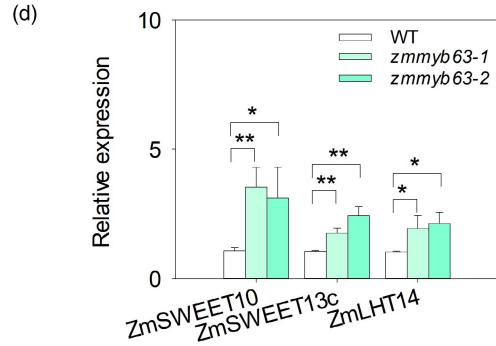 (d)
10
WT
zmmyb63-1
zmmyb63-2
Relative expression
*
**
5
**
**
*
*
0
ZmSWEET10
ZmSWEET13c
ZmLHT14